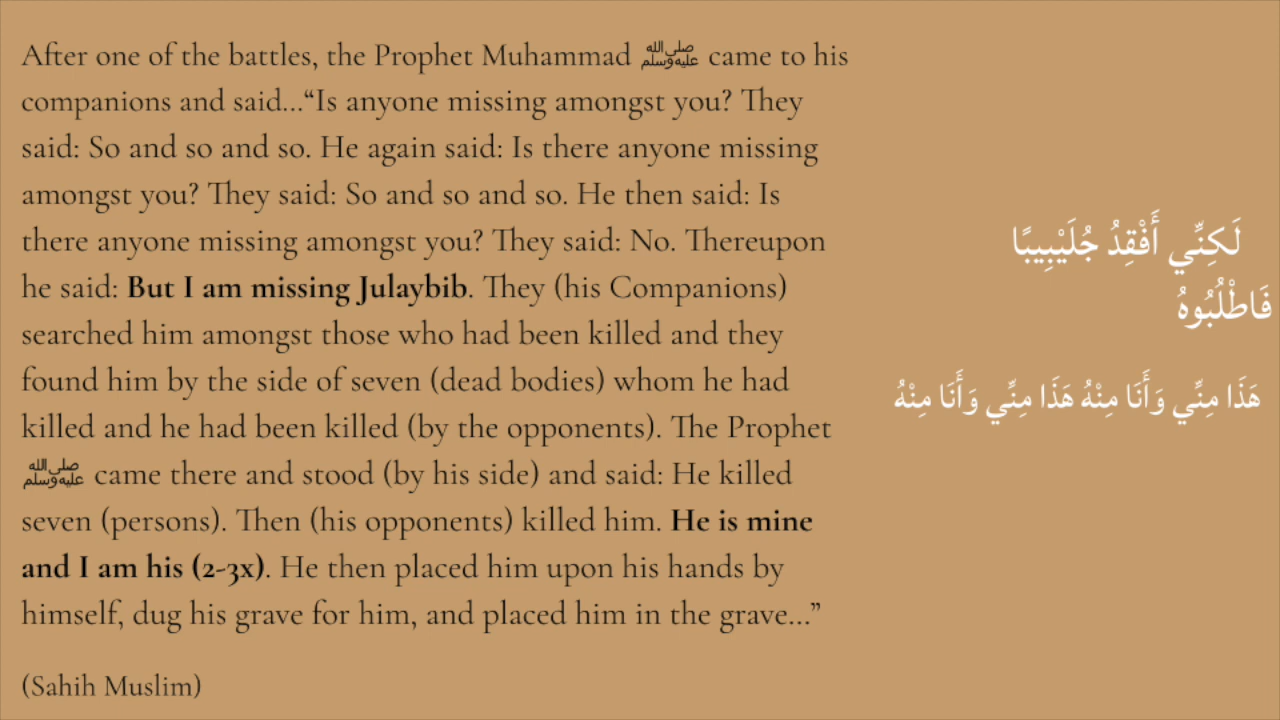 After one of the battles, the Prophet Muhammad ﷺ came to his
companions and said...“Is anyone missing amongst you? They
said: So and so and so. He again said: Is there anyone missing
amongst you? They said: So and so and so. He then said: Is
there anyone missing amongst you? They said: No. Thereupon
he said: But I am missing Julaybib. They (his Companions)
searched him amongst those who had been killed and they
found him by the side of seven (dead bodies) whom he had
killed and he had been killed (by the opponents). The Prophet
ﷺ came there and stood (by his side) and said: He killed
seven (persons). Then (his opponents) killed him. He is mine
and I am his (2-3x). He then placed him upon his hands by
himself, dug his grave for him, and placed him in the grave...”
(Sahih Muslim)
لَكِنِّي أَفْقِدُ جُلَيْبِيبًا
فَاطْلُبُوهُ
هَذَا مِنِّي وَأَنَا مِنْهُ هَذَا مِنِّي وَأَنَا مِنْهُ